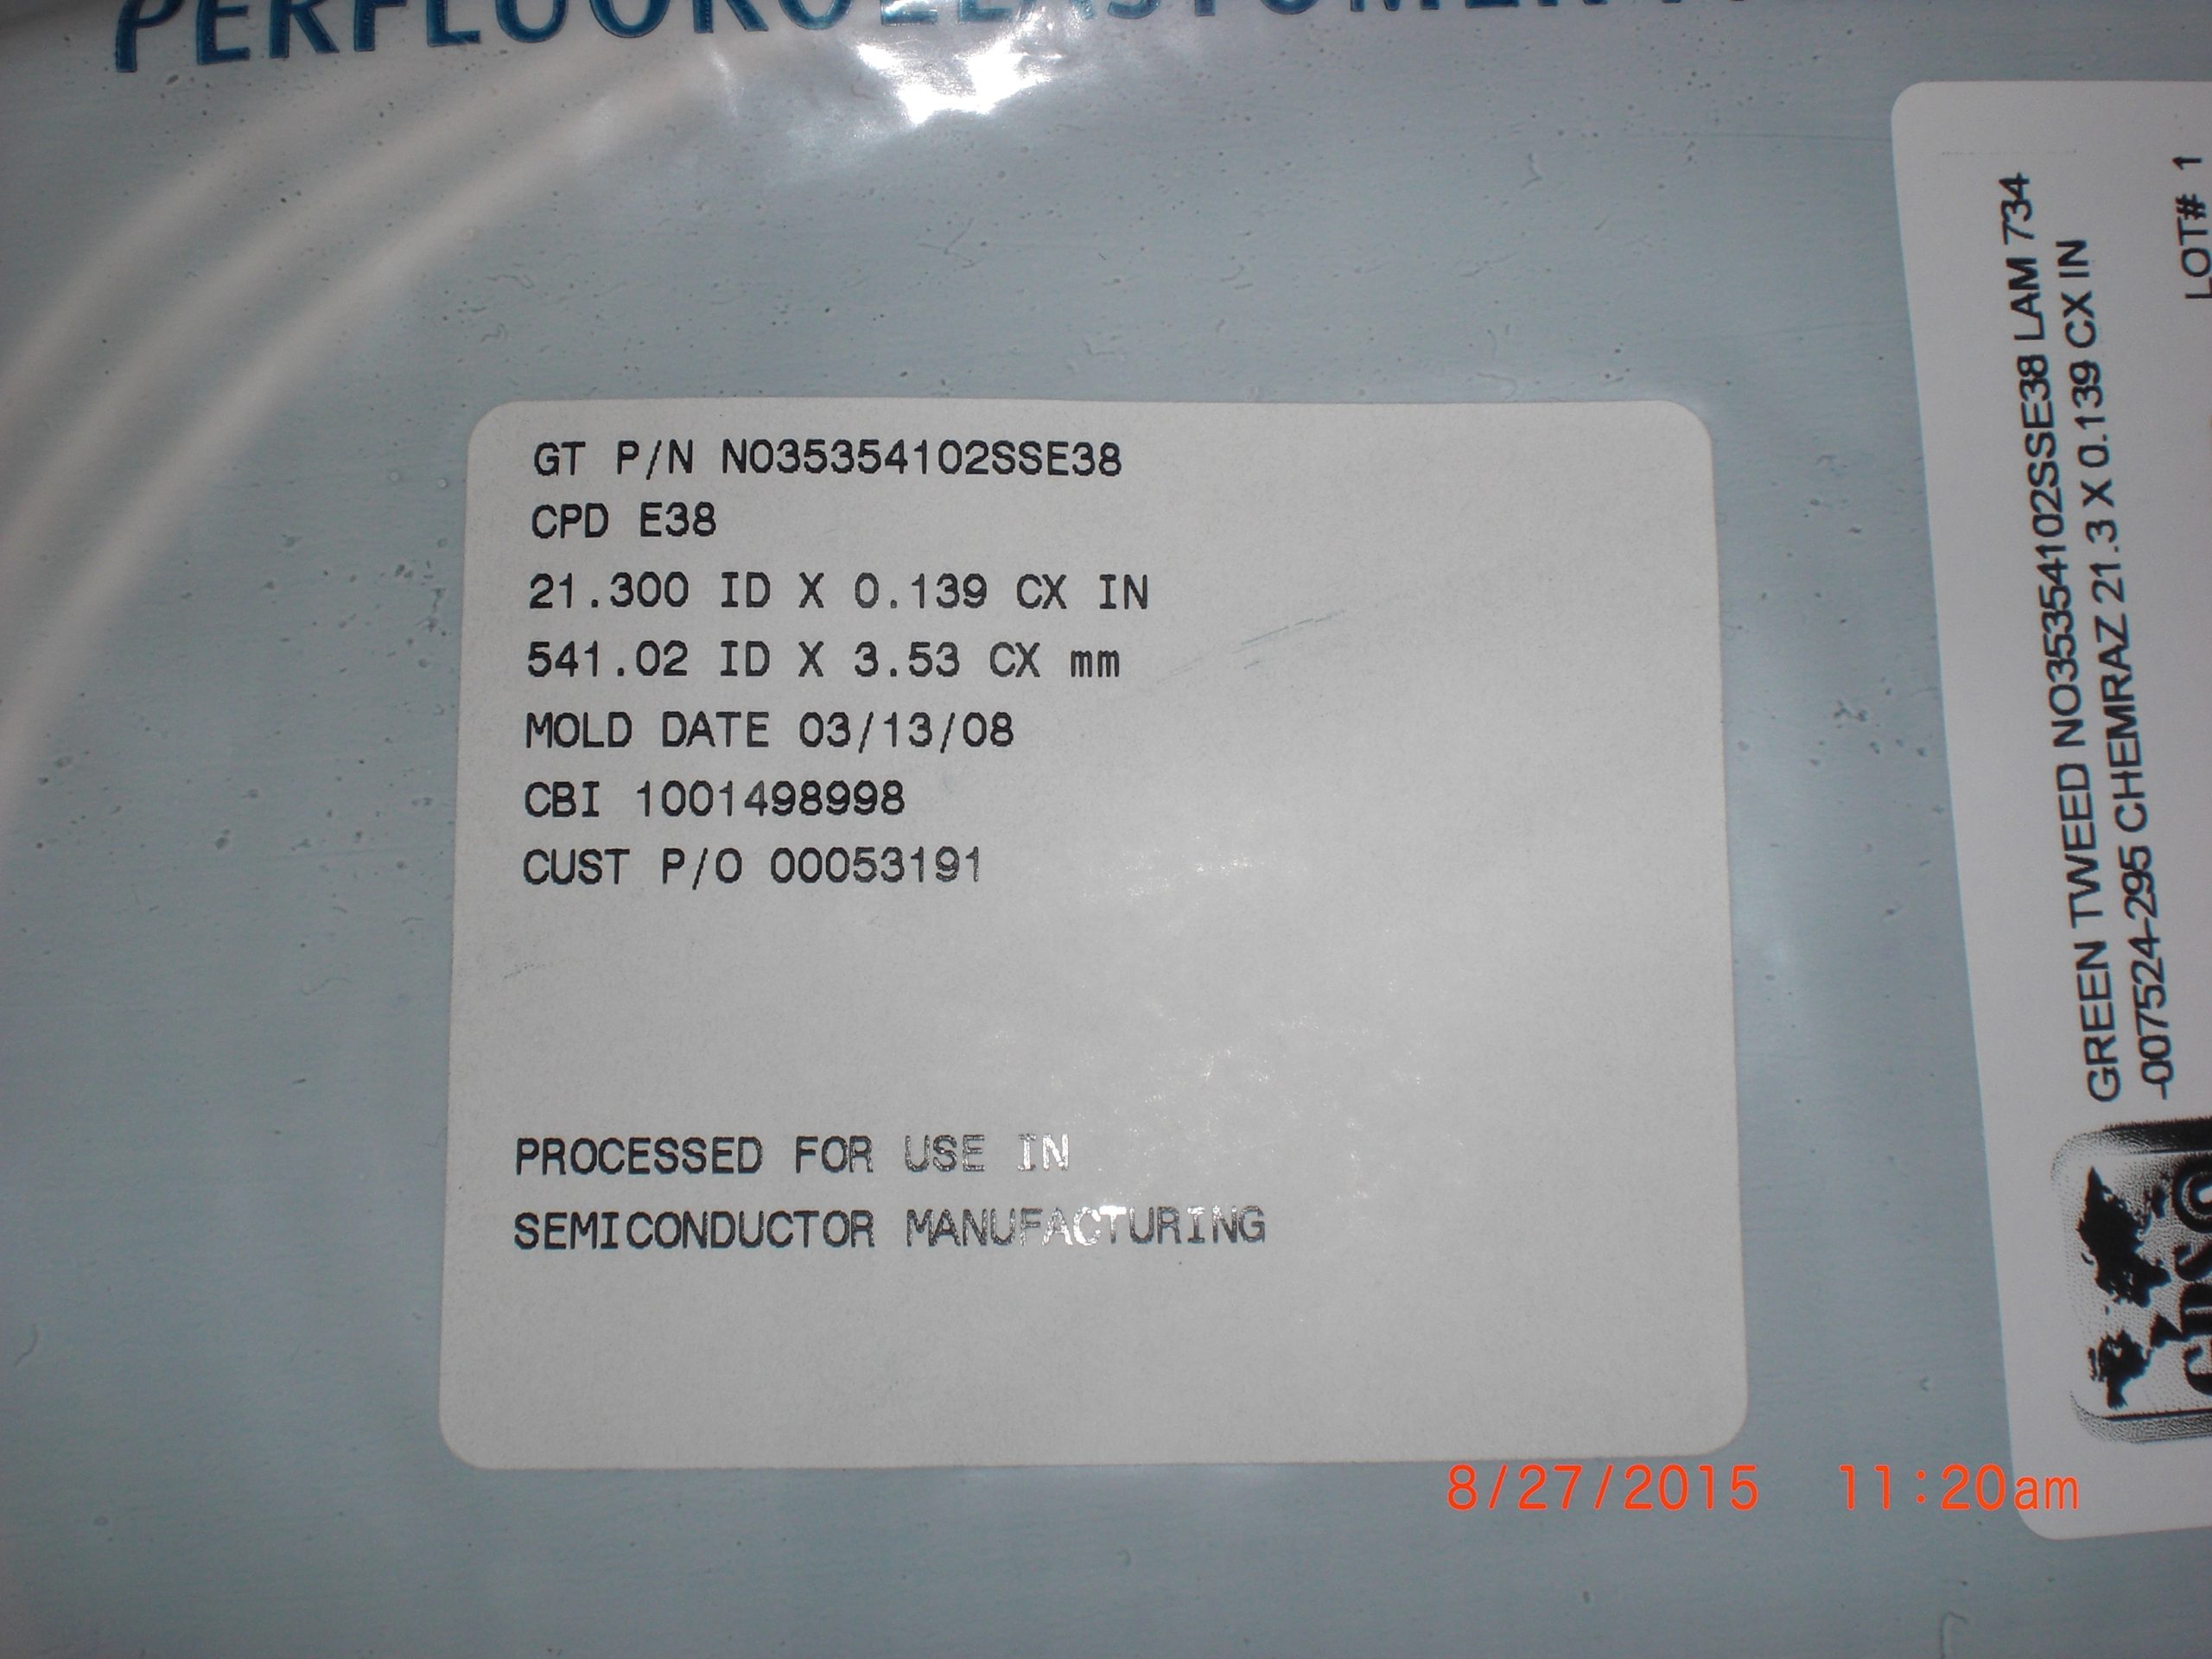 PERFLUOROELASTOMER
GT P/N NO35354102SSE38
CPD E38
21.300 ID X 0.139 CX IN
541.02 ID X 3.53 CX mm
MOLD DATE 03/13/08
CBI 1001498998
CUST P/O 00053191
PROCESSED FOR USE IN
SEMICONDUCTOR MANUFACTURING
GREEN TWEED NO35354102SSE38 LAM 734
-007524-295 CHEMRAZ 21.3 X 0.139 CX IN
LOT# 1
8/27/2015 11:20am